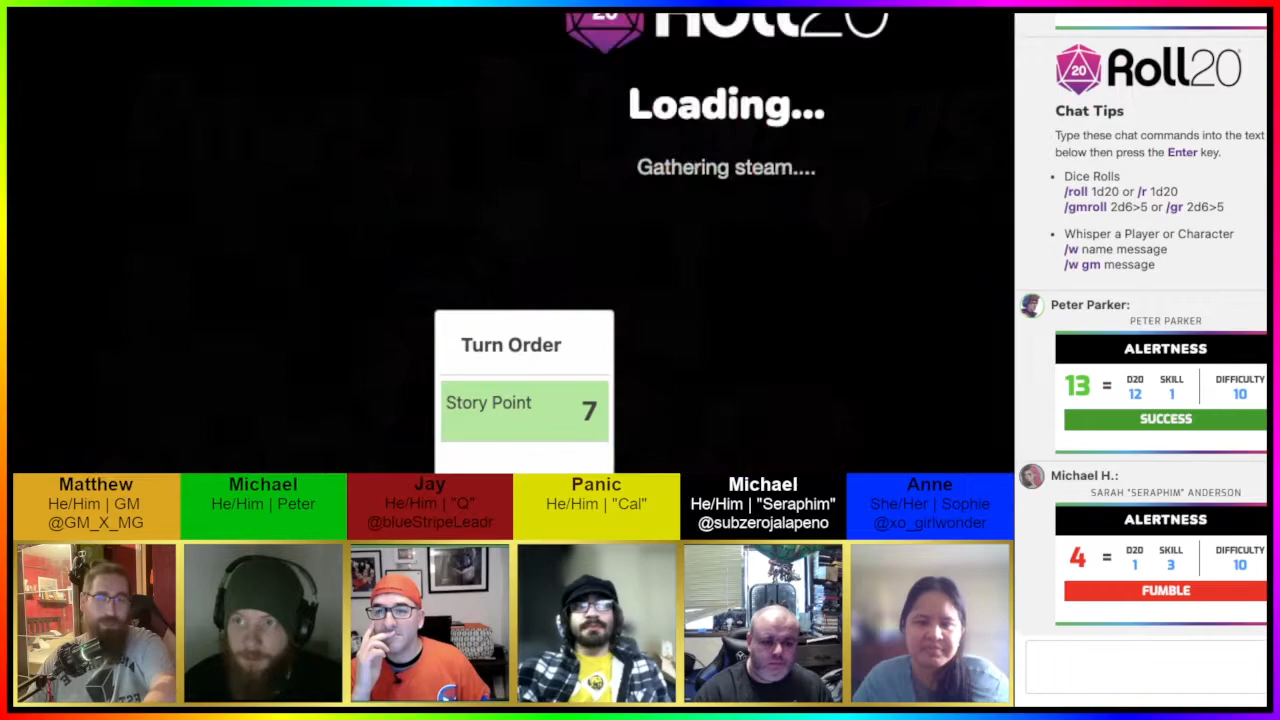 20 Roll20
Loading...
Gathering steam....
Turn Order
Story Point 7
Matthew
He/Him | GM
@GM_X_MG
Michael
He/Him | Peter
Jay
He/Him | "Q"
@blueStripeLeadr
Panic
He/Him | "Cal"
Michael
He/Him | "Seraphim"
@subzerojalapeno
Anne
She/Her | Sophie
@xo_girlwonder
20 Roll20
Chat Tips
Type these chat commands into the text
below then press the Enter key.
• Dice Rolls
/roll 1d20 or /r 1d20
/gmroll 2d6>5 or /gr 2d6>5
• Whisper a Player or Character
/w name message
/w gm message
Peter Parker:
PETER PARKER
ALERTNESS
13 = D20 12 SKILL 1 DIFFICULTY 10
SUCCESS
Michael H.:
SARAH "SERAPHIM" ANDERSON
ALERTNESS
4 = D20 1 SKILL 3 DIFFICULTY 10
FUMBLE